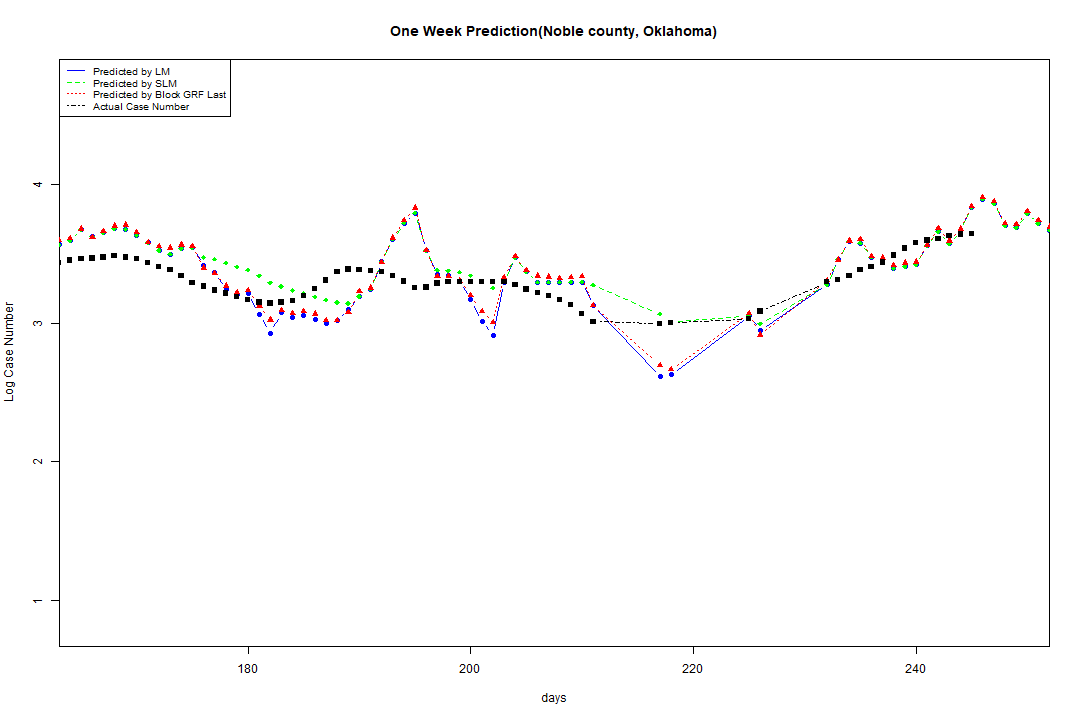 One Week Prediction(Noble county, Oklahoma)
Predicted by LM
Predicted by SLM
Predicted by Block GRF Last
Actual Case Number
4
3
2
1
Log Case Number
180 200 220 240
days